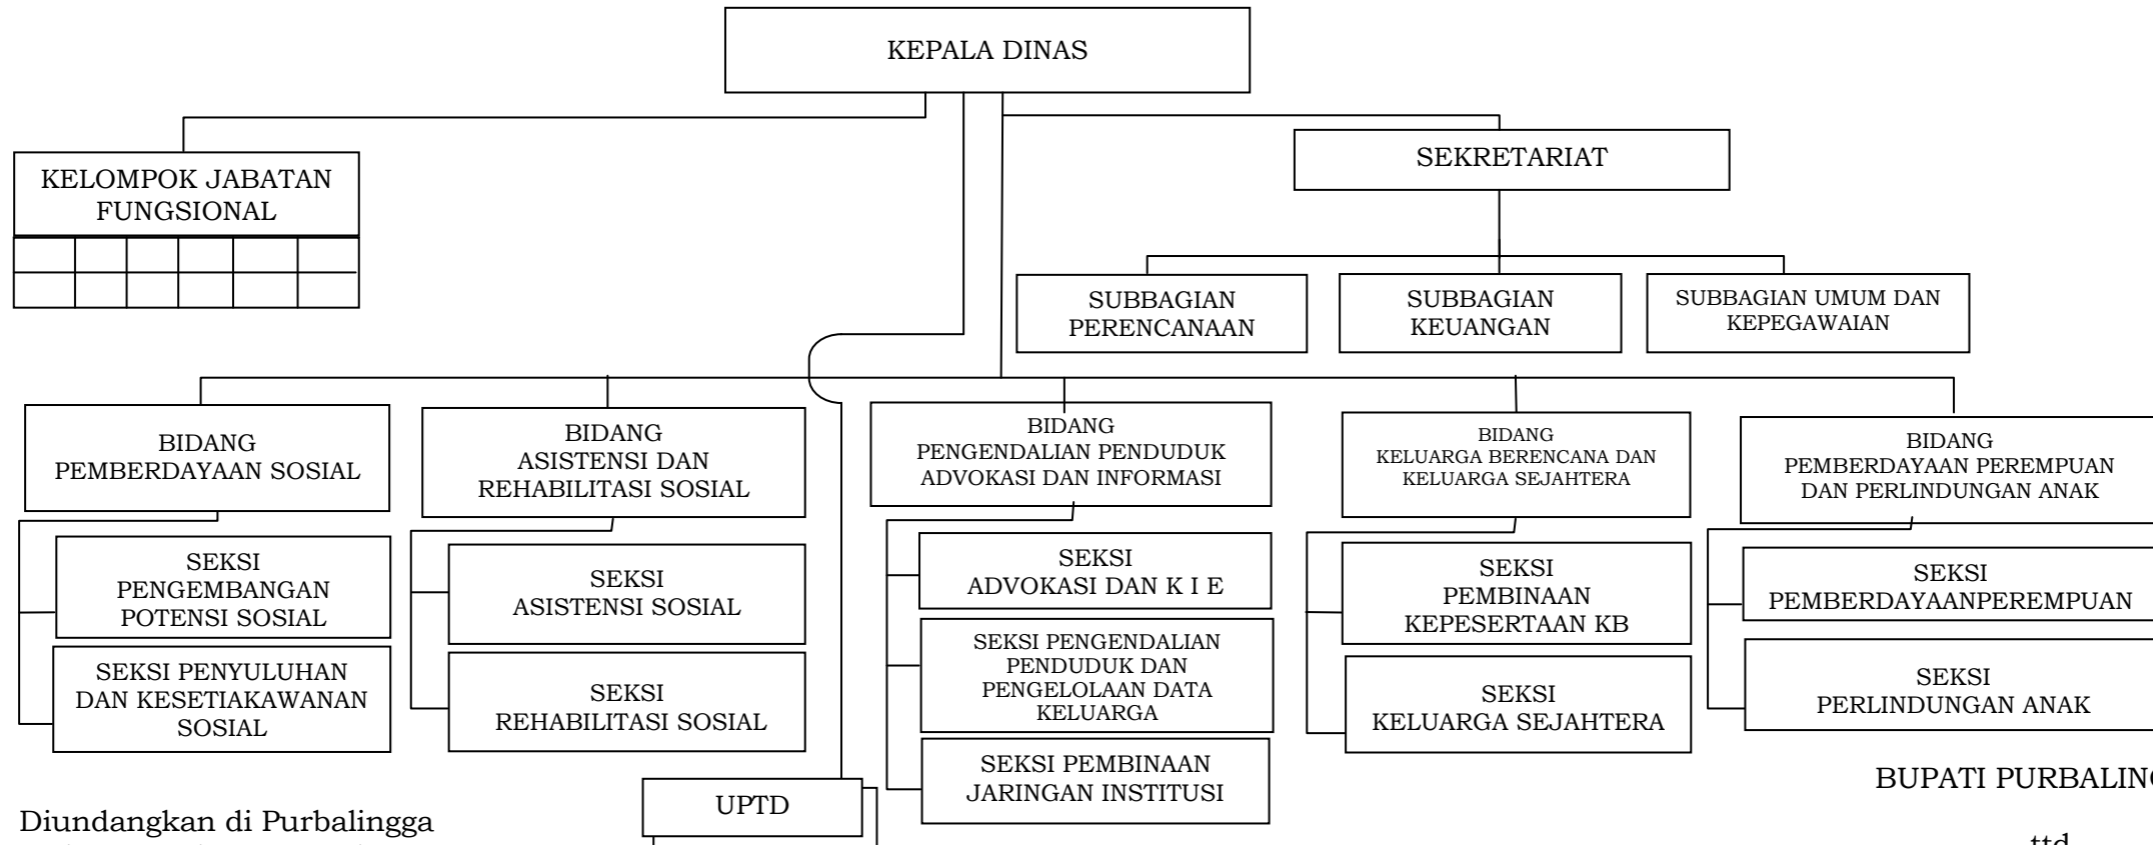 KEPALA DINAS
KELOMPOK JABATAN
FUNGSIONAL
SEKRETARIAT
SUBBAGIAN
PERENCANAAN
SUBBAGIAN
KEUANGAN
SUBBAGIAN UMUM DAN
KEPEGAWAIAN
BIDANG
PEMBERDAYAAN SOSIAL
SEKSI
PENGEMBANGAN
POTENSI SOSIAL
SEKSI PENYULUHAN
DAN KESETIAKAWANAN
SOSIAL
BIDANG
ASISTENSI DAN
REHABILITASI SOSIAL
SEKSI
ASISTENSI SOSIAL
SEKSI
REHABILITASI SOSIAL
BIDANG
PENGENDALIAN PENDUDUK
ADVOKASI DAN INFORMASI
SEKSI
ADVOKASI DAN K I E
SEKSI PENGENDALIAN
PENDUDUK DAN
PENGELOLAAN DATA
KELUARGA
SEKSI PEMBINAAN
JARINGAN INSTITUSI
BIDANG
KELUARGA BERENCANA DAN
KELUARGA SEJAHTERA
SEKSI
PEMBINAAN
KEPESERTAAN KB
SEKSI
KELUARGA SEJAHTERA
BIDANG
PEMBERDAYAAN PEREMPUAN
DAN PERLINDUNGAN ANAK
SEKSI
PEMBERDAYAANPEREMPUAN
SEKSI
PERLINDUNGAN ANAK
UPTD
BUPATI
Diundangkan di Purbalingga